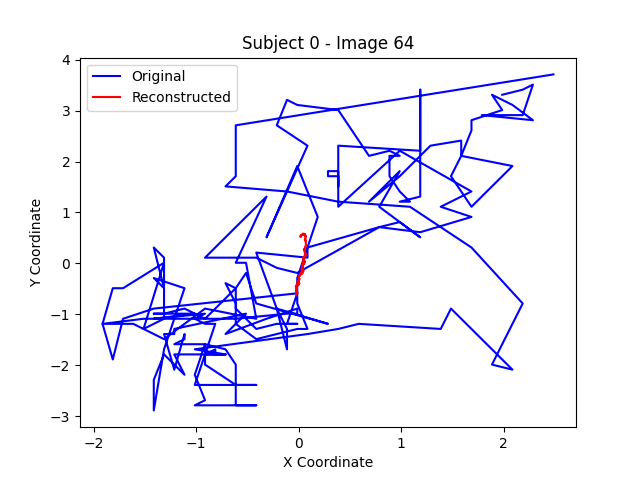 Subject 0 - Image 64
Original
Reconstructed
Y Coordinate
4
3
2
1
0
−1
−2
−3
−2 −1 0 1 2
X Coordinate